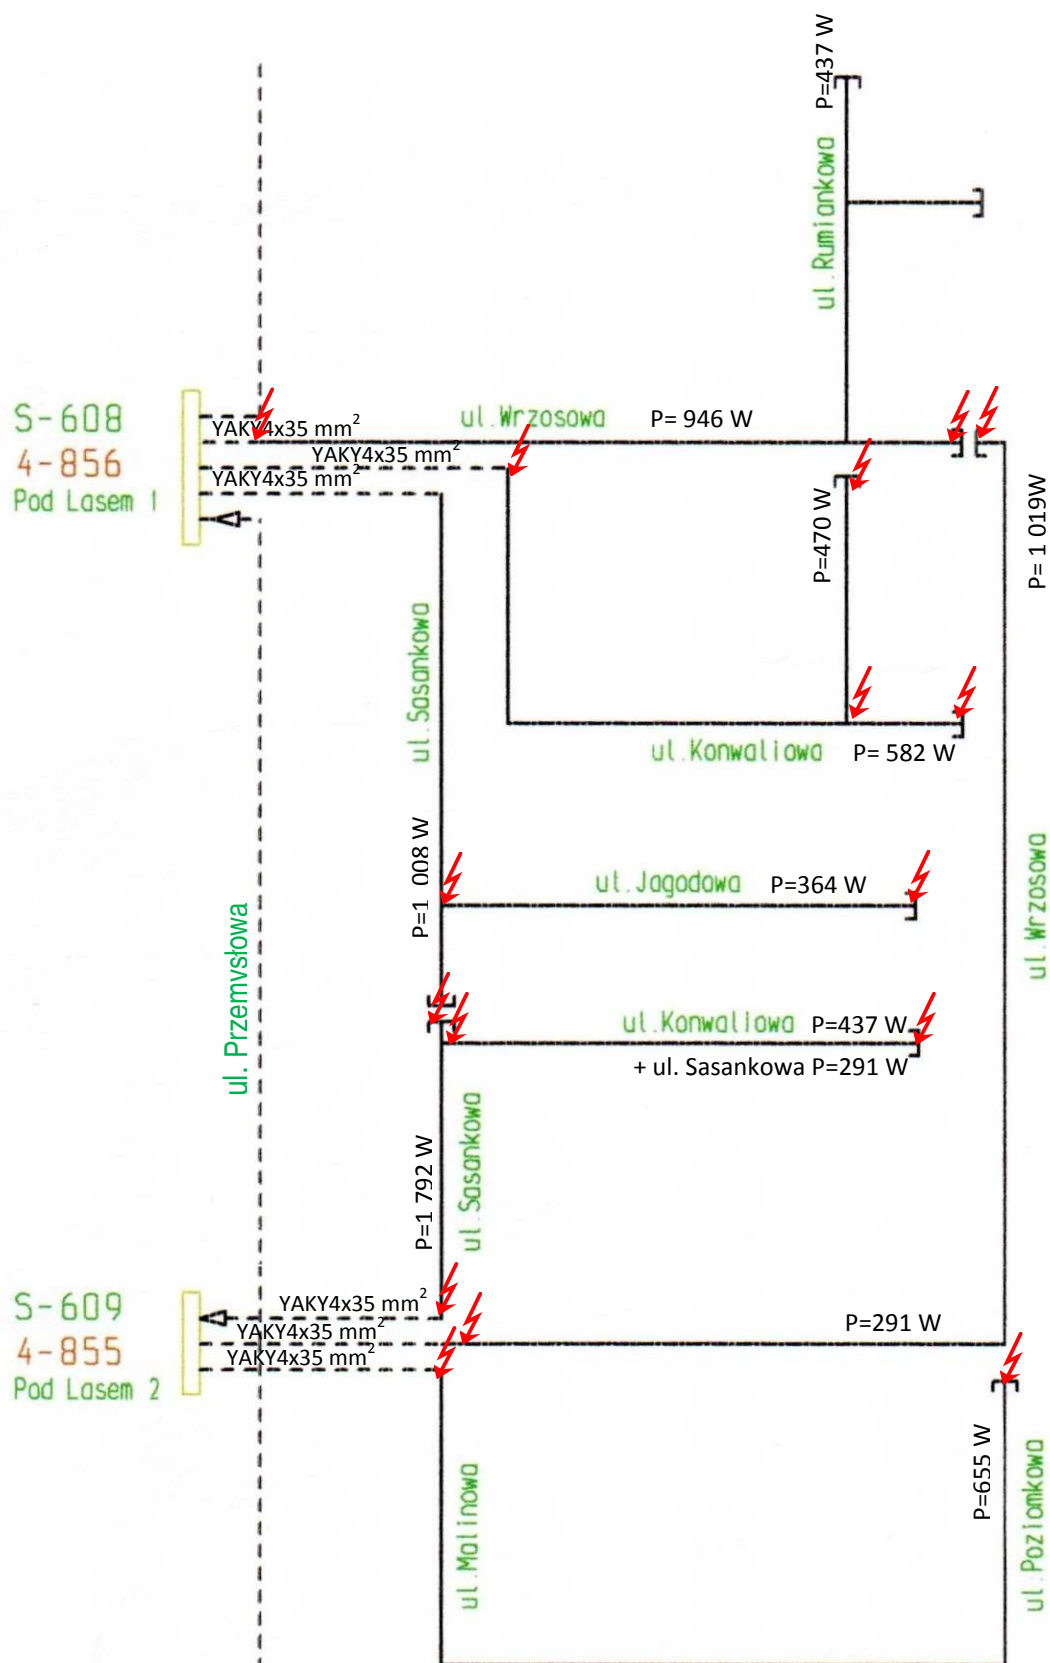 P=437 W
ul.Rumiankowa
S-608
4-856
Pod Lasem 1
YAKY4x35 mm²
ul.Wrzosowa
P= 946 W
YAKY4x35 mm²
YAKY4x35 mm²
P=470 W
P= 1 019W
ul.Sasankowa
ul.Konwaliowa
P= 582 W
P=1 008 W
ul.Jagodowa
P=364 W
ul.Wrzosowa
ul. Przemysłowa
ul.Konwaliowa
P=437 W
+ ul. Sasankowa P=291 W
P=1 792 W
ul.Sasankowa
S-609
4-855
Pod Lasem 2
YAKY4x35 mm²
YAKY4x35 mm²
YAKY4x35 mm²
P=291 W
P=655 W
ul.Malinowa
ul.Poziomkowa